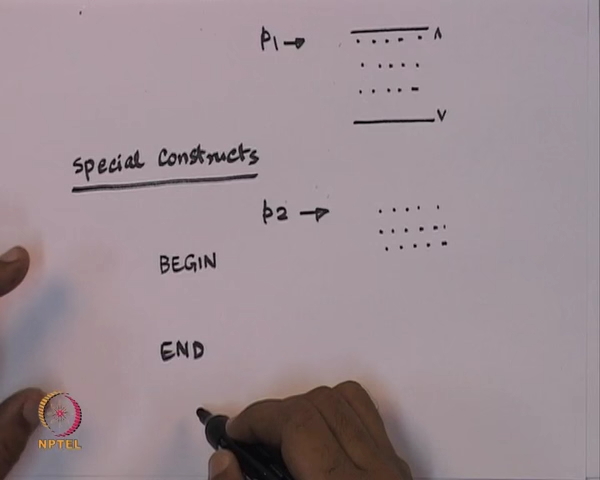 P1 → ∧
∨
Special Constructs
P2 →
BEGIN
END
NPTEL